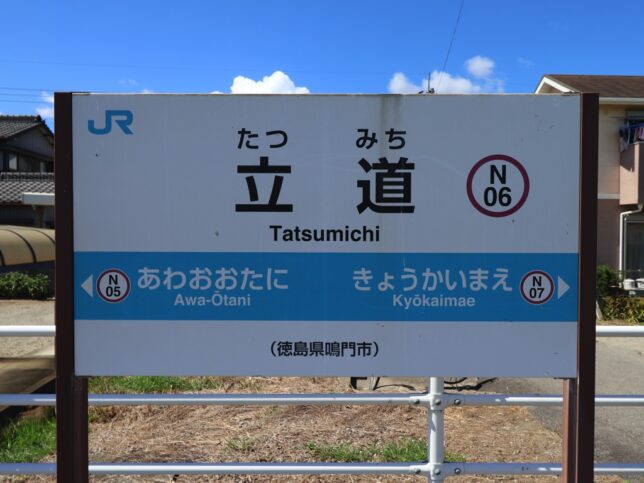 JR
たつ みち
立道
N
06
Tatsumichi
N
05
あわおおたに
Awa-Ōtani
きょうかいまえ
Kyōkaimae
N
07
(徳島県鳴門市)